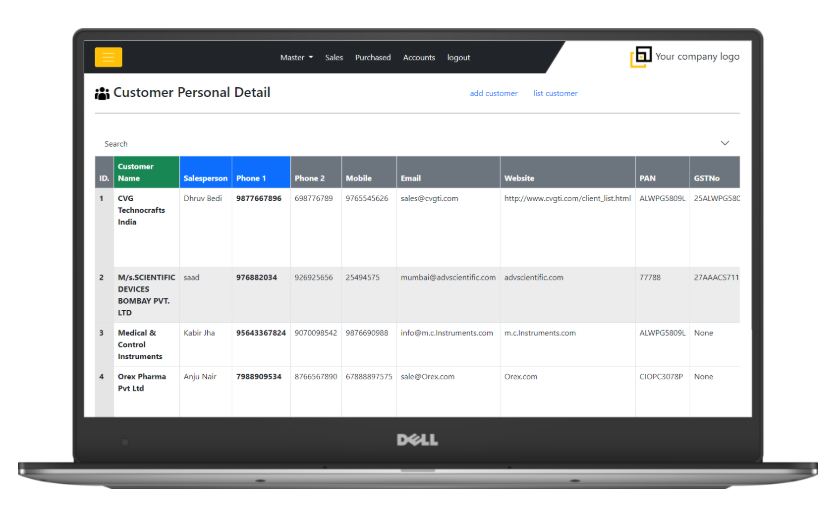 Master Sales Purchased Accounts logout
Your company logo
Customer Personal Detail
add customer list customer
Search
ID. Customer Name Salesperson Phone 1 Phone 2 Mobile Email Website PAN GSTNo
1 CVG Technocrafts India Dhruv Bedi 9877667896 698776789 9765545626 sales@cvgti.com http://www.cvgti.com/client_list.html ALWPG5809L 25ALWPG580
2 M/s.SCIENTIFIC DEVICES BOMBAY PVT. LTD saad 976882034 926925656 25494575 mumbai@advscientific.com advscientific.com 77788 27AAACS711
3 Medical & Control Instruments Kabir Jha 95643367824 9070098542 9876690988 info@m.c.Instruments.com m.c.Instruments.com ALWPG5809L None
4 Orex Pharma Pvt Ltd Anju Nair 7988909534 8766567890 67888897575 sale@Orex.com Orex.com CIOPC3078P None
DELL